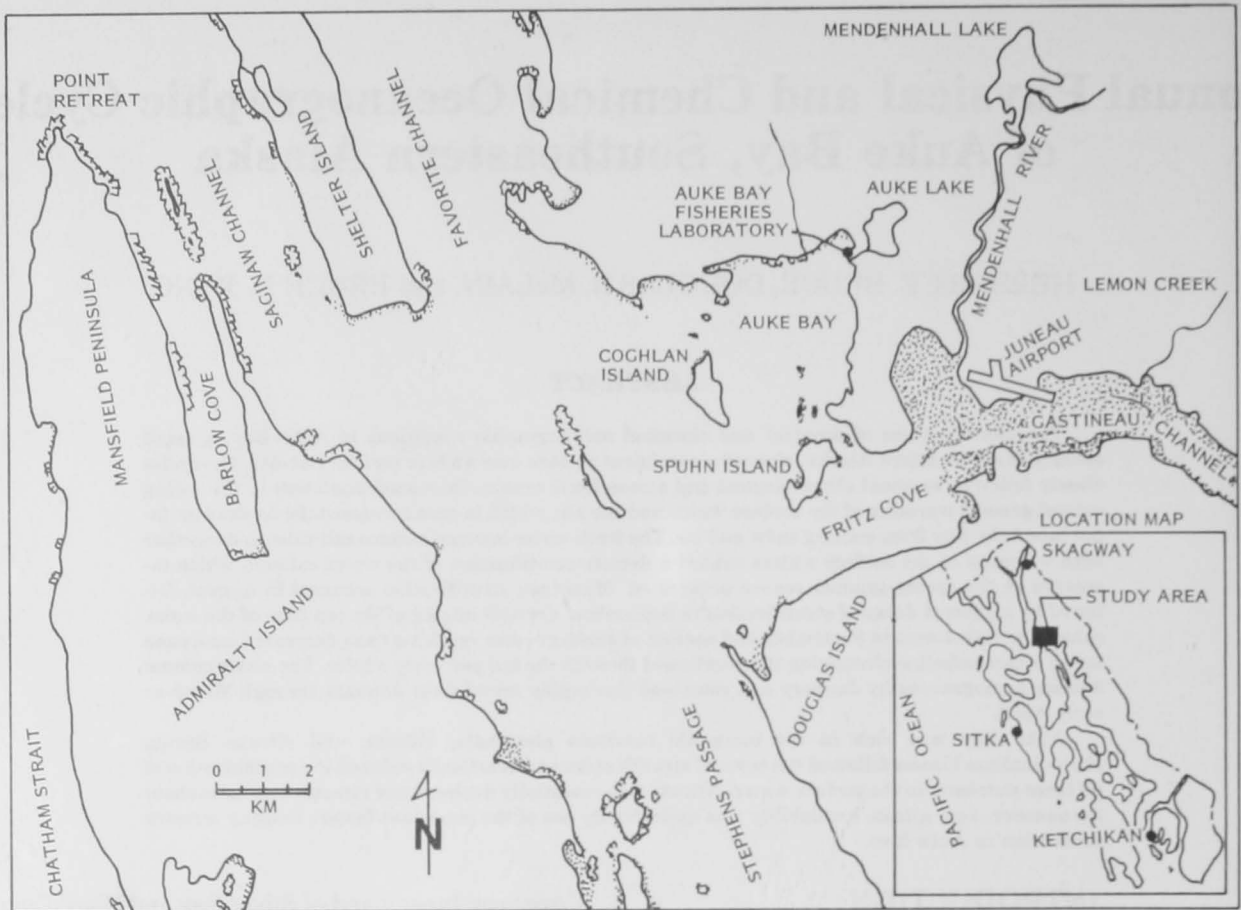 MENDENHALL LAKE
POINT
RETREAT
SAGINAW CHANNEL
SHELTER ISLAND
FAVORITE CHANNEL
AUKE BAY
FISHERIES
LABORATORY
AUKE LAKE
MENDENHALL RIVER
LEMON CREEK
MANSFIELD PENINSULA
BARLOW COVE
AUKE BAY
COGHLAN
ISLAND
JUNEAU
AIRPORT
GASTINEAU
CHANNEL
SPUHN ISLAND
FRITZ COVE
ADMIRALTY ISLAND
CHATHAM STRAIT
0 1 2
KM
N
STEPHENS PASSAGE
DOUGLAS ISLAND
LOCATION MAP
SKAGWAY
STUDY AREA
PACIFIC OCEAN
SITKA
KETCHIKAN